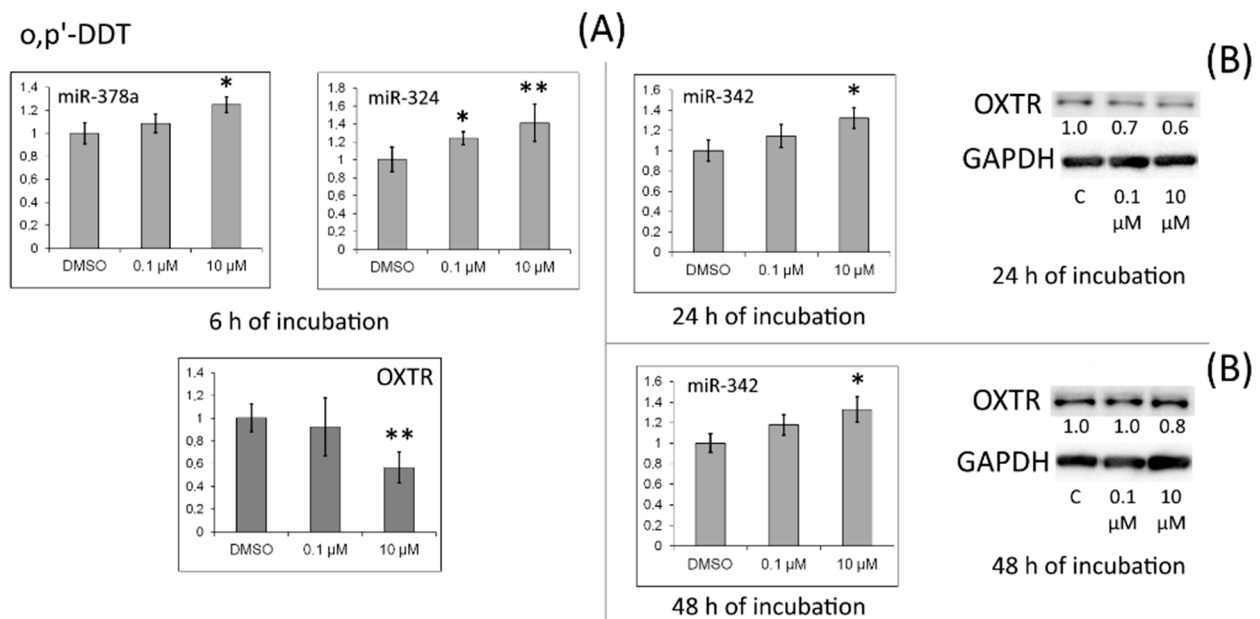 o,p'-DDT
(A)
miR-378a
*
1,4
1,2
1
0,8
0,6
0,4
0,2
0
DMSO 0.1 µM 10 µM
miR-324
*
**
1,8
1,6
1,4
1,2
1
0,8
0,6
0,4
0,2
0
DMSO 0.1 µM 10 µM
6 h of incubation
OXTR
**
1,4
1,2
1
0,8
0,6
0,4
0,2
0
DMSO 0.1 µM 10 µM
miR-342
*
1,6
1,4
1,2
1
0,8
0,6
0,4
0,2
0
DMSO 0.1 µM 10 µM
24 h of incubation
(B)
OXTR
1.0 0.7 0.6
GAPDH
C 0.1 10
µM µM
24 h of incubation
miR-342
*
1,6
1,4
1,2
1
0,8
0,6
0,4
0,2
0
DMSO 0.1 µM 10 µM
48 h of incubation
(B)
OXTR
1.0 1.0 0.8
GAPDH
C 0.1 10
µM µM
48 h of incubation